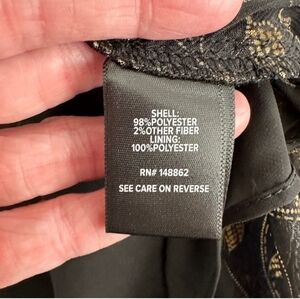 SHELL:
98%POLYESTER
2%OTHER FIBER
LINING:
100%POLYESTER
RN# 148862
SEE CARE ON REVERSE